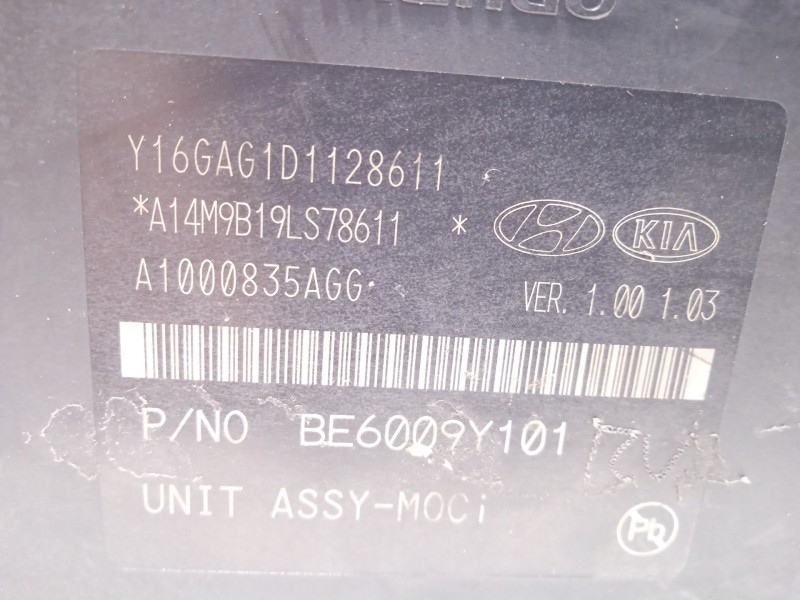 Y16GAG1D1128611
*A14M9B19LS78611 *
KIA
A1000835AGG
VER. 1.00 1.03
P/NO BE6009Y101
UNIT ASSY-MOCi
Pb